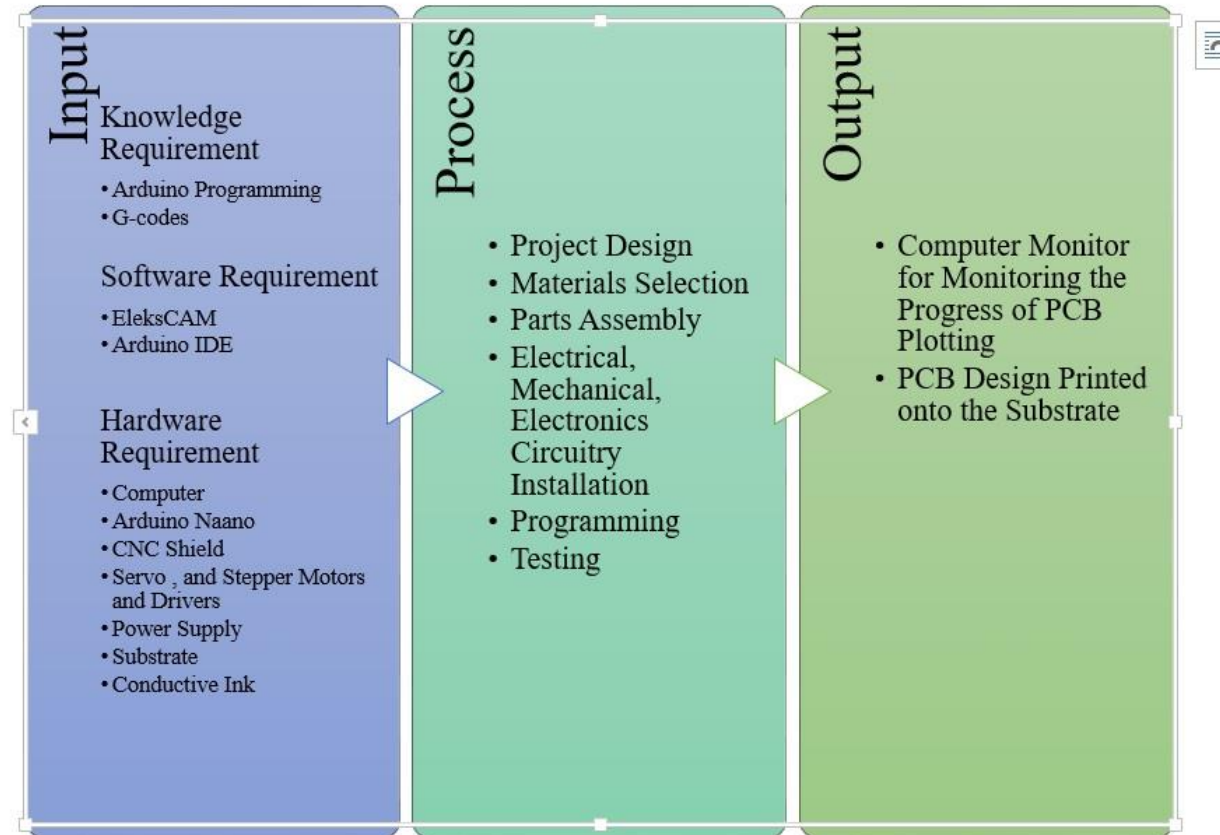 Input
Knowledge
Requirement
• Arduino Programming
• G-codes
Software Requirement
• EleksCAM
• Arduino IDE
Hardware
Requirement
• Computer
• Arduino Naano
• CNC Shield
• Servo , and Stepper Motors
and Drivers
• Power Supply
• Substrate
• Conductive Ink
Process
• Project Design
• Materials Selection
• Parts Assembly
• Electrical,
Mechanical,
Electronics
Circuitry
Installation
• Programming
• Testing
Output
• Computer Monitor
for Monitoring the
Progress of PCB
Plotting
• PCB Design Printed
onto the Substrate